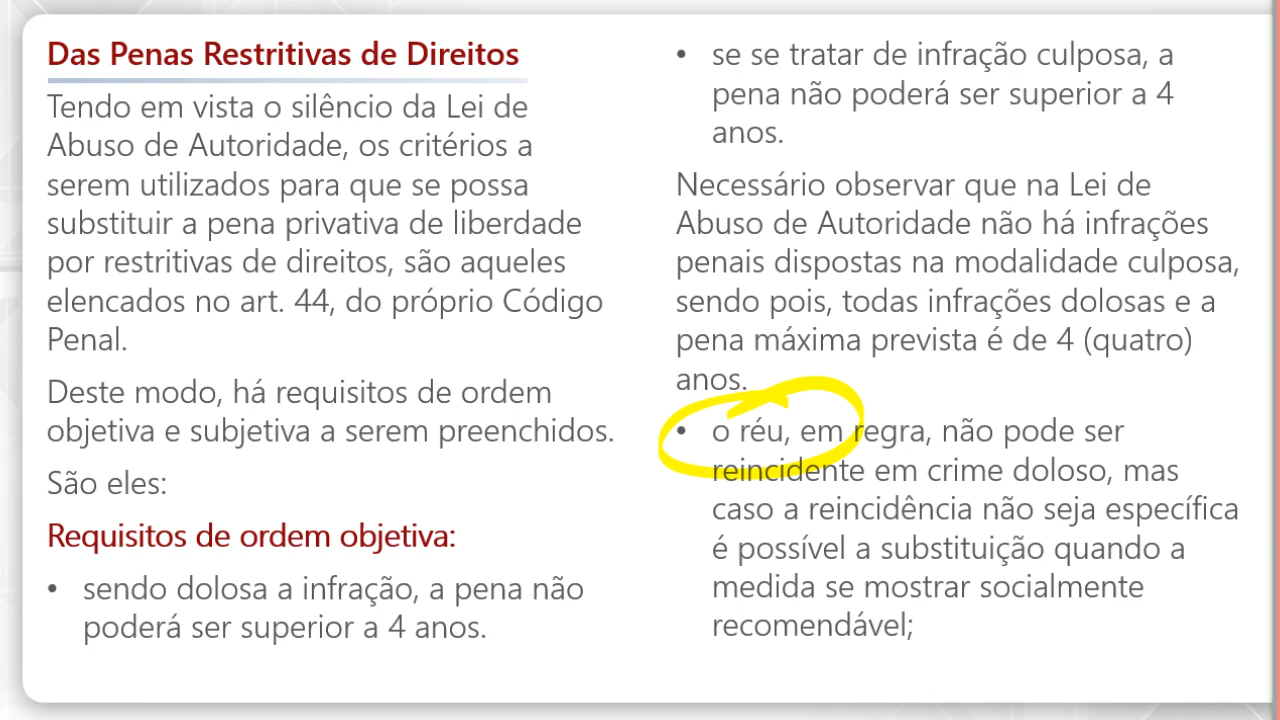 Das Penas Restritivas de Direitos
Tendo em vista o silêncio da Lei de
Abuso de Autoridade, os critérios a
serem utilizados para que se possa
substituir a pena privativa de liberdade
por restritivas de direitos, são aqueles
elencados no art. 44, do próprio Código
Penal.
Deste modo, há requisitos de ordem
objetiva e subjetiva a serem preenchidos.
São eles:
Requisitos de ordem objetiva:
• sendo dolosa a infração, a pena não
poderá ser superior a 4 anos.
• se se tratar de infração culposa, a
pena não poderá ser superior a 4
anos.
Necessário observar que na Lei de
Abuso de Autoridade não há infrações
penais dispostas na modalidade culposa,
sendo pois, todas infrações dolosas e a
pena máxima prevista é de 4 (quatro)
anos.
• o réu, em regra, não pode ser
reincidente em crime doloso, mas
caso a reincidência não seja específica
é possível a substituição quando a
medida se mostrar socialmente
recomendável;